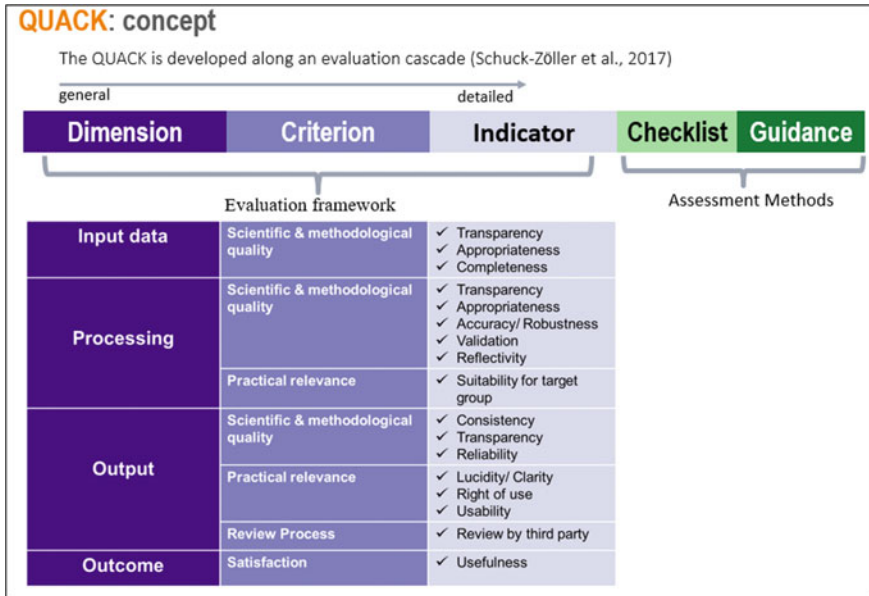 QUACK: concept
The QUACK is developed along an evaluation cascade (Schuck-Zöller et al., 2017)
general detailed
Dimension Criterion Indicator Checklist Guidance
Evaluation framework Assessment Methods
Input data
Scientific & methodological
quality
✓ Transparency
✓ Appropriateness
✓ Completeness
Processing
Scientific & methodological
quality
✓ Transparency
✓ Appropriateness
✓ Accuracy/ Robustness
✓ Validation
✓ Reflectivity
Practical relevance
✓ Suitability for target
group
Output
Scientific & methodological
quality
✓ Consistency
✓ Transparency
✓ Reliability
Practical relevance
✓ Lucidity/ Clarity
✓ Right of use
✓ Usability
Review Process
✓ Review by third party
Outcome
Satisfaction
✓ Usefulness